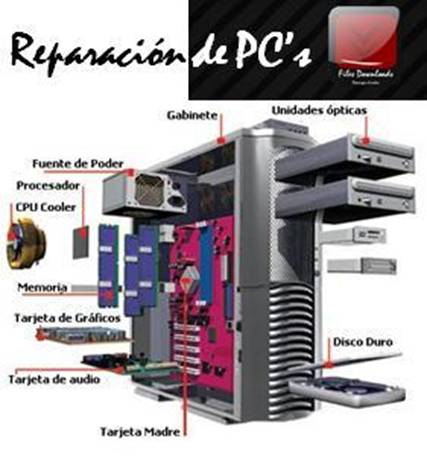 Reparación de PC's
Files Downloads
Gabinete
Unidades ópticas
Fuente de Poder
Procesador
CPU Cooler
Memoria
Tarjeta de Gráficos
Disco Duro
Tarjeta de audio
Tarjeta Madre